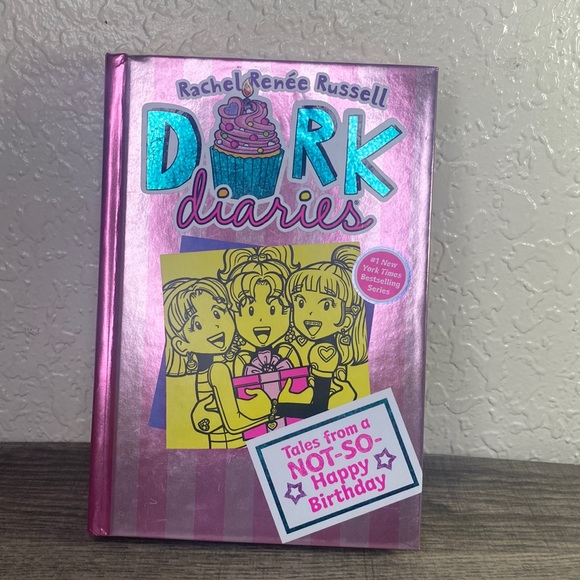 Rachel Renée Russell
DORK
diaries
#1 New
York Times
Bestselling
Series
Tales from a
NOT-SO-
Happy
Birthday